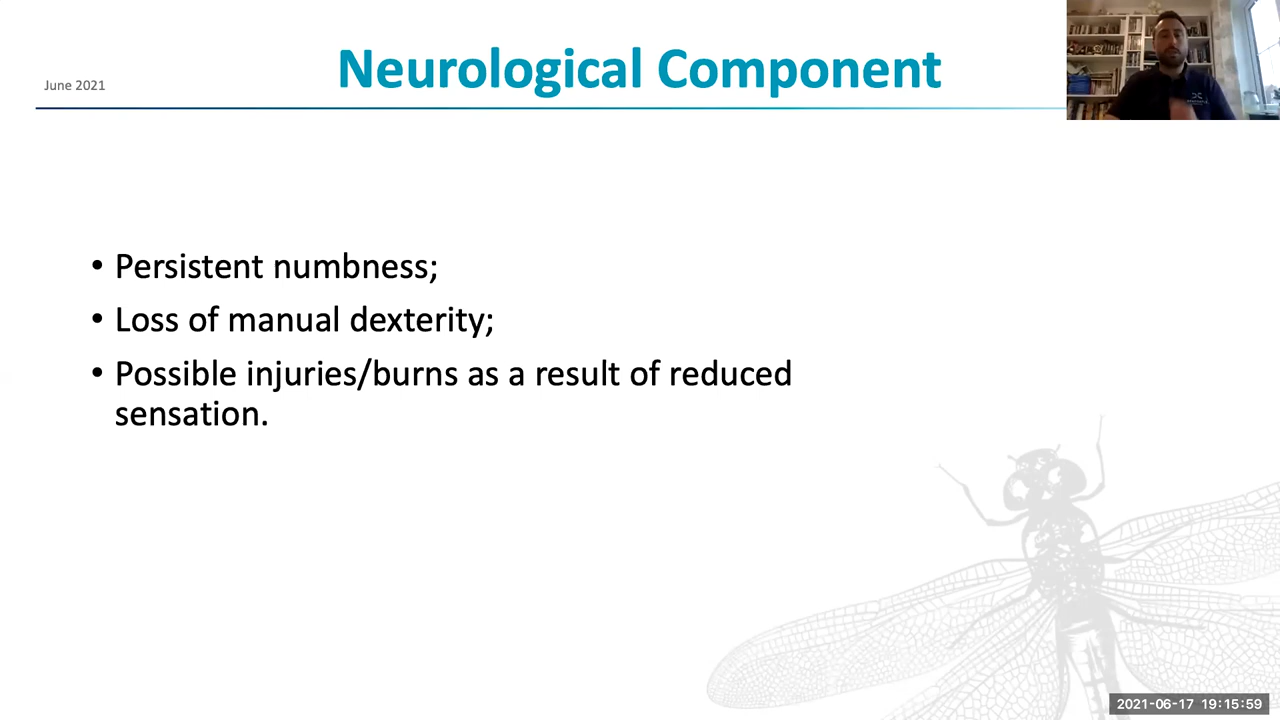 June 2021
Neurological Component
• Persistent numbness;
• Loss of manual dexterity;
• Possible injuries/burns as a result of reduced
sensation.
2021-06-17 19:15:59